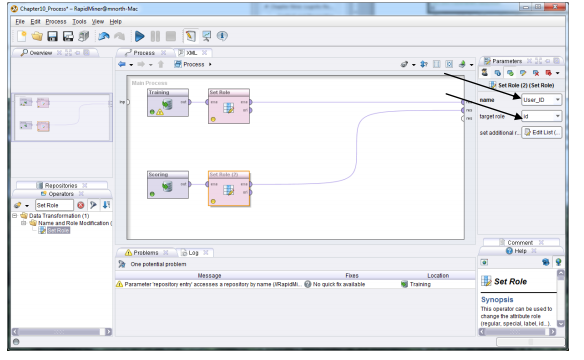 Chapter10_Process* – RapidMiner@mnorth-Mac
File Edit Process Tools View Help
Overview
Process XML
Process
Parameters
Main Process
Training
Set Role
inp
out
exa
exa
ori
res
res
res
Scoring
Set Role (2)
out
exa
exa
ori
Set Role (2) (Set Role)
name User_ID
target role id
set additional r... Edit List (...
Repositories
Operators
Set Role
Data Transformation (1)
Name and Role Modification (
Set Role
Problems Log
One potential problem
Message Fixes Location
Parameter 'repository entry' accesses a repository by name (//RapidMi... No quick fix available Training
Comment
Help
Set Role
Synopsis
This operator can be used to
change the attribute role
(regular, special, label, id...).